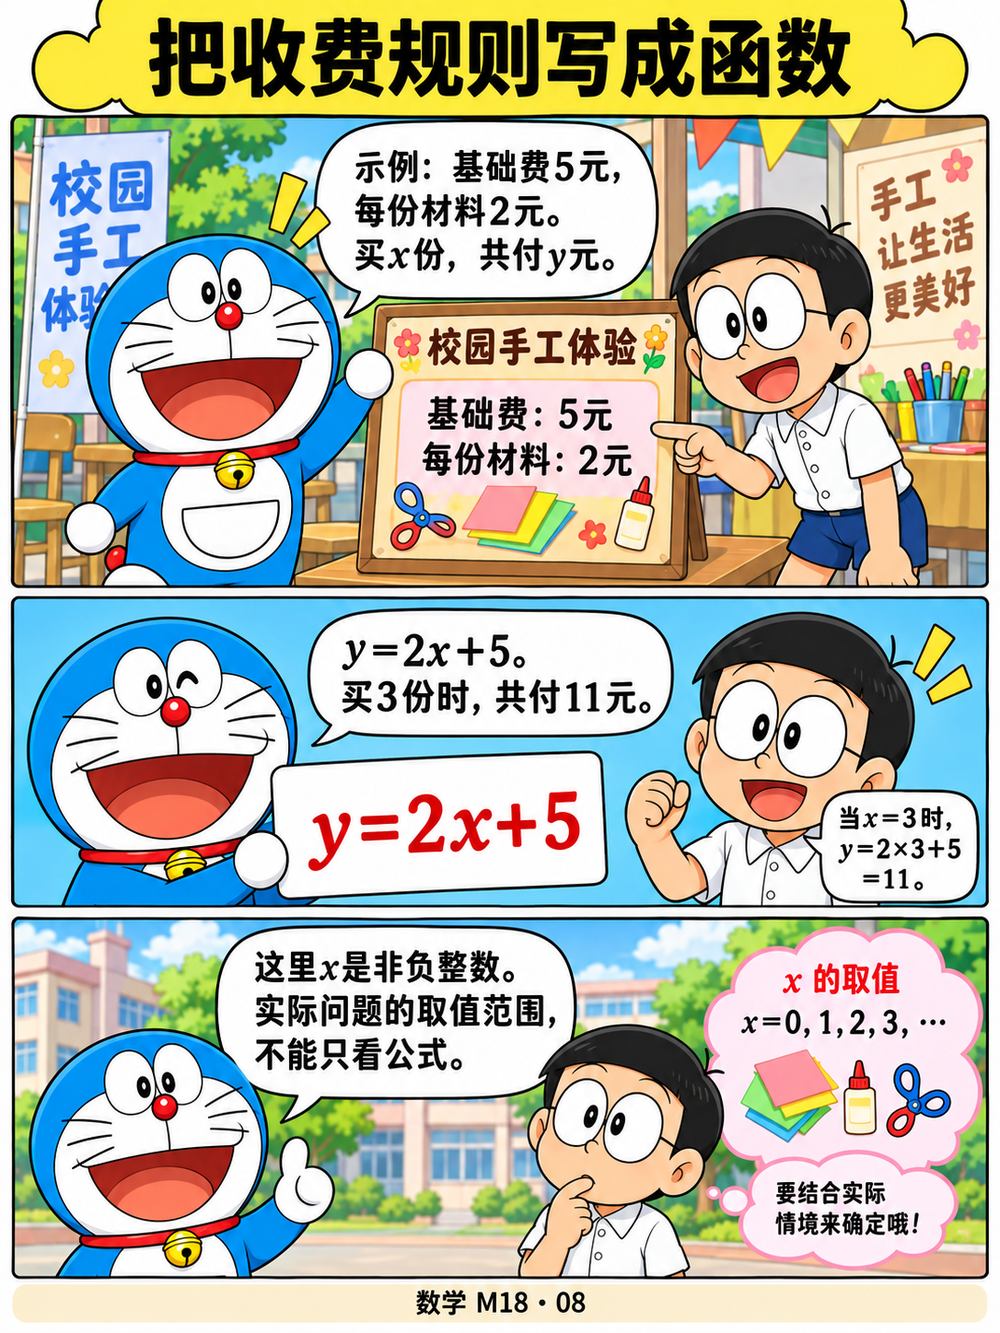 把收费规则写成函数
校园
手工
体验
示例：基础费5元，
每份材料2元。
买x份，共付y元。
手工
让生活
更美好
校园手工体验
基础费：5元
每份材料：2元
y=2x+5。
买3份时，共付11元。
y=2x+5
当x=3时，
y=2×3+5
=11。
这里x是非负整数。
实际问题的取值范围，
不能只看公式。
x 的取值
x=0, 1, 2, 3, …
要结合实际
情境来确定哦！
数学 M18・08